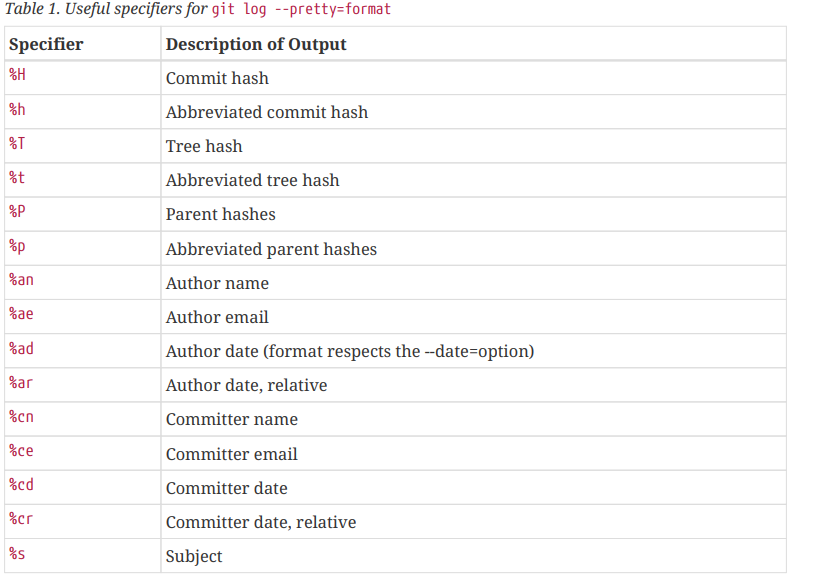 Table 1. Useful specifiers for git log --pretty=format
Specifier Description of Output
%H Commit hash
%h Abbreviated commit hash
%T Tree hash
%t Abbreviated tree hash
%P Parent hashes
%p Abbreviated parent hashes
%an Author name
%ae Author email
%ad Author date (format respects the --date=option)
%ar Author date, relative
%cn Committer name
%ce Committer email
%cd Committer date
%cr Committer date, relative
%s Subject